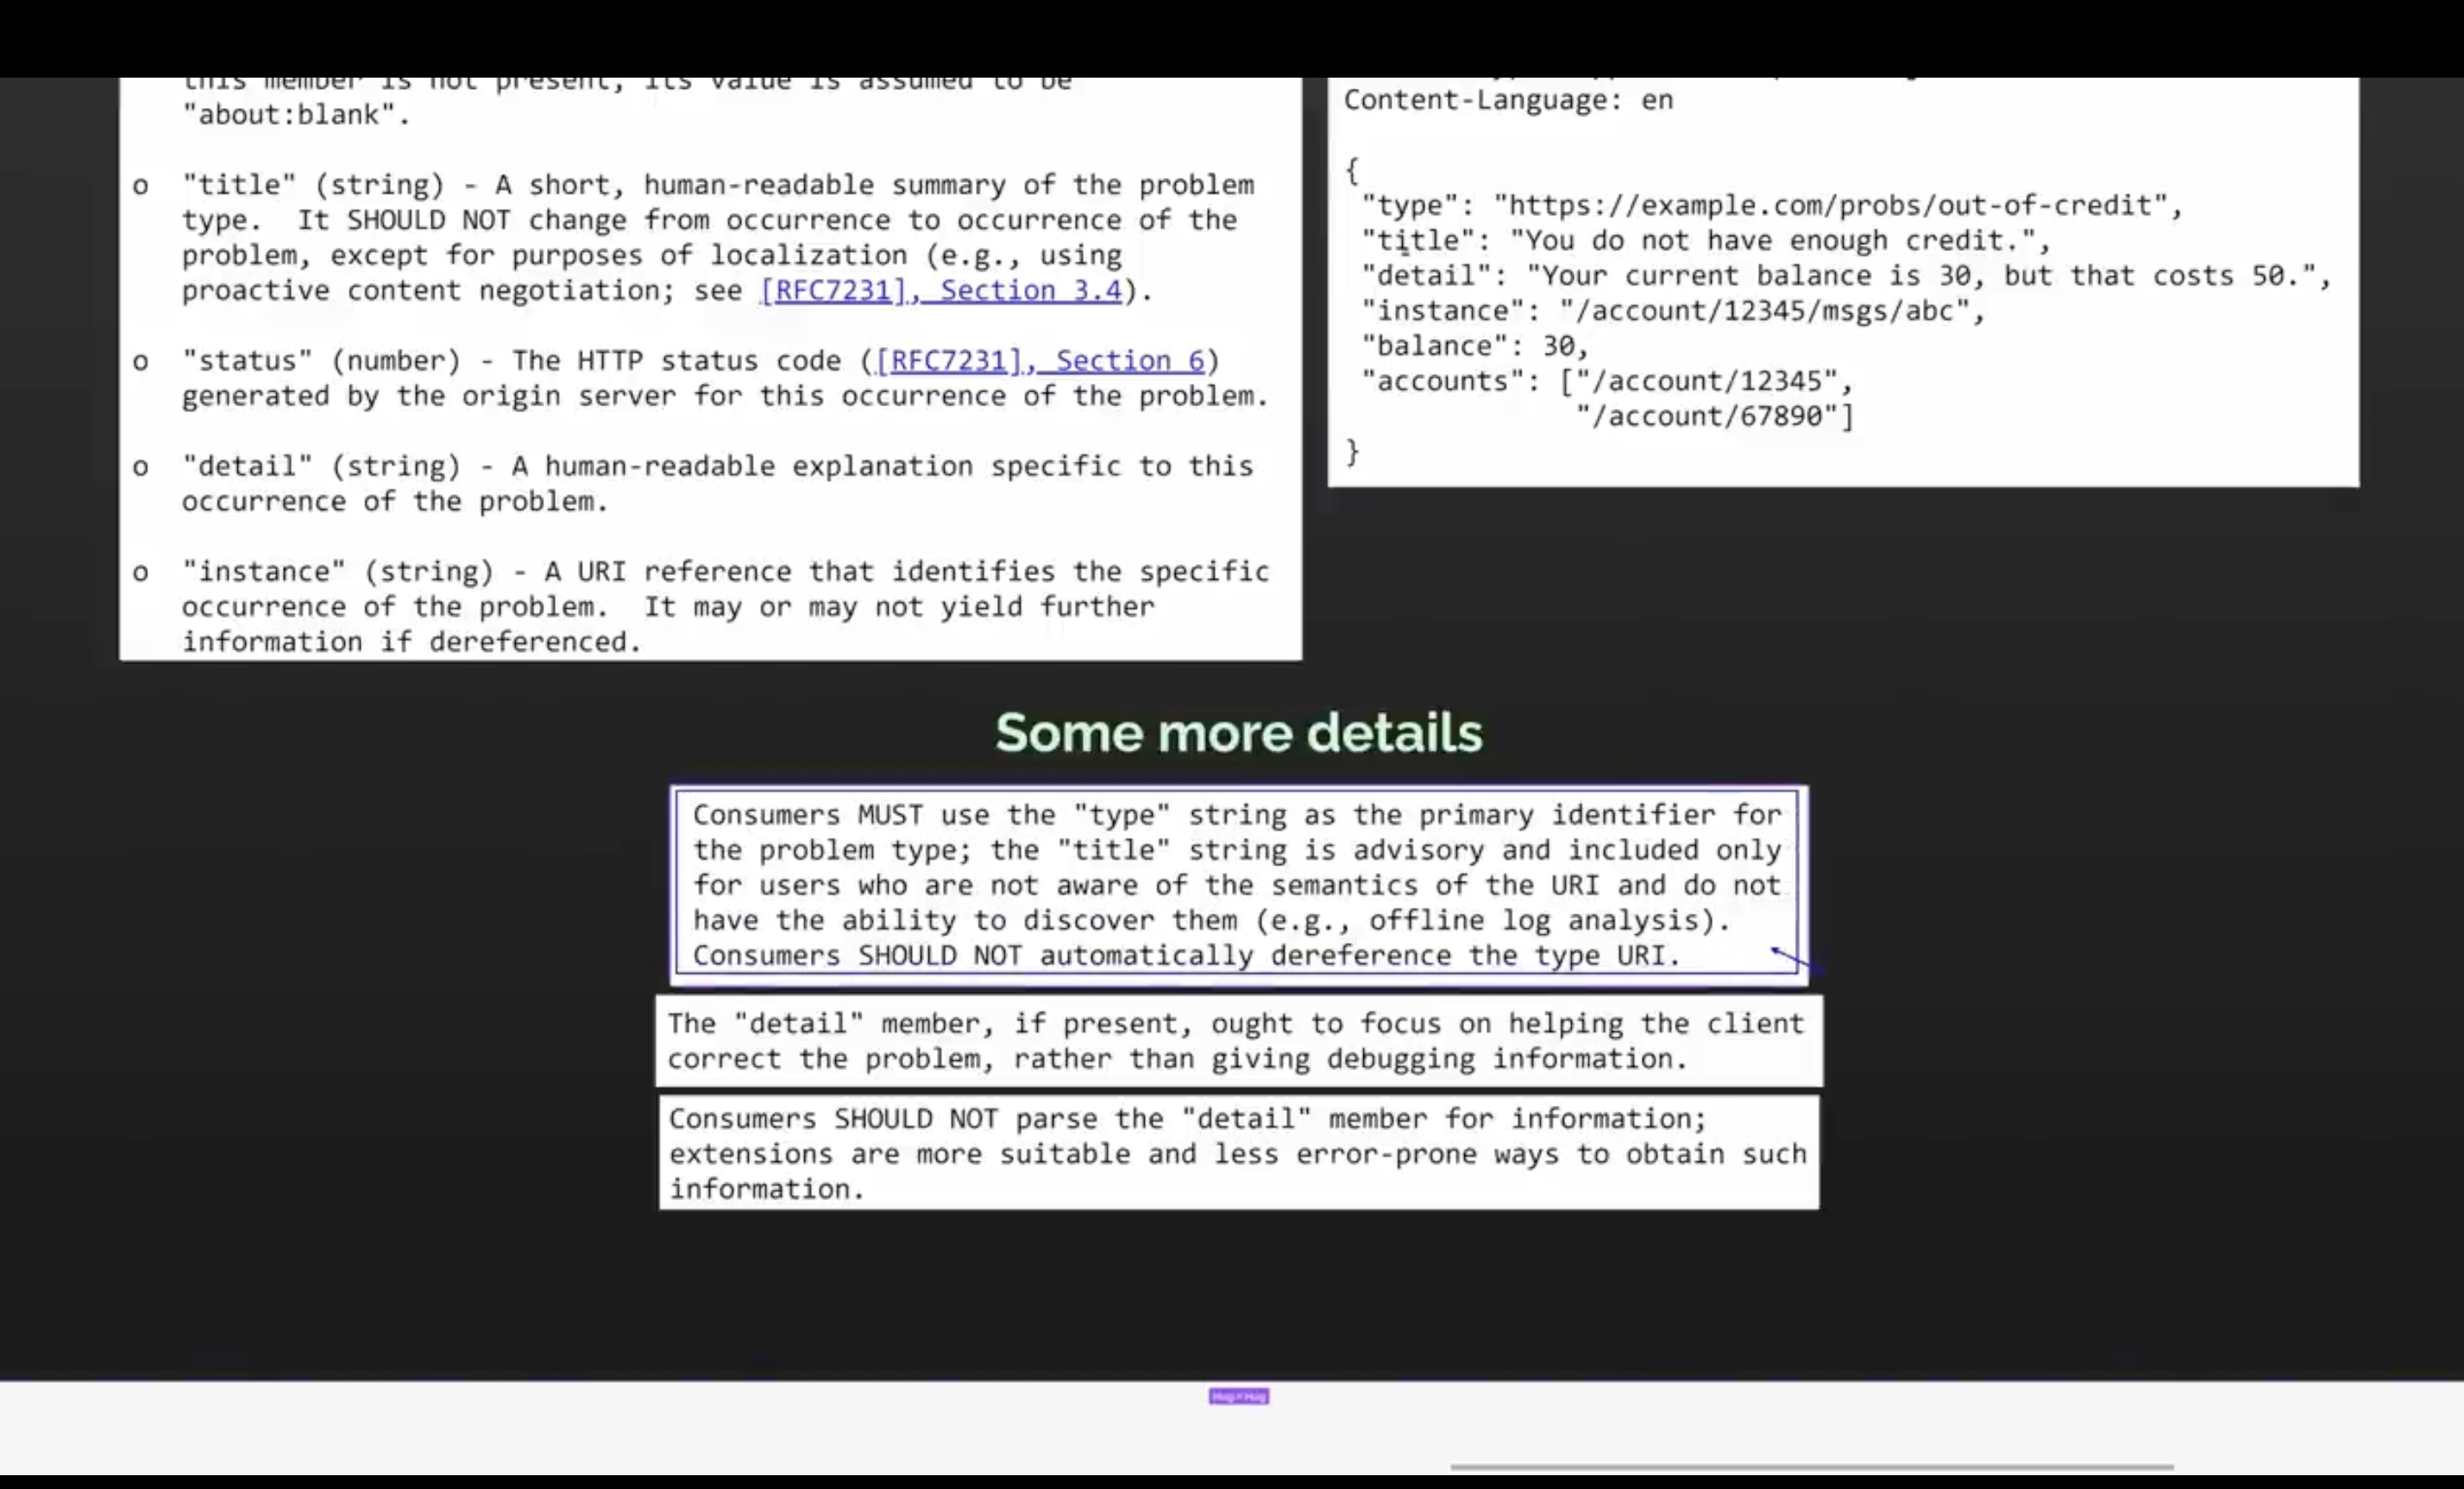 this member is not present, its value is assumed to be
"about:blank".
o "title" (string) - A short, human-readable summary of the problem
type. It SHOULD NOT change from occurrence to occurrence of the
problem, except for purposes of localization (e.g., using
proactive content negotiation; see [RFC7231], Section 3.4).
o "status" (number) - The HTTP status code ([RFC7231], Section 6)
generated by the origin server for this occurrence of the problem.
o "detail" (string) - A human-readable explanation specific to this
occurrence of the problem.
o "instance" (string) - A URI reference that identifies the specific
occurrence of the problem. It may or may not yield further
information if dereferenced.
Content-Language: en
{
"type": "https://example.com/probs/out-of-credit",
"title": "You do not have enough credit.",
"detail": "Your current balance is 30, but that costs 50.",
"instance": "/account/12345/msgs/abc",
"balance": 30,
"accounts": ["/account/12345",
"/account/67890"]
}
Some more details
Consumers MUST use the "type" string as the primary identifier for
the problem type; the "title" string is advisory and included only
for users who are not aware of the semantics of the URI and do not
have the ability to discover them (e.g., offline log analysis).
Consumers SHOULD NOT automatically dereference the type URI.
The "detail" member, if present, ought to focus on helping the client
correct the problem, rather than giving debugging information.
Consumers SHOULD NOT parse the "detail" member for information;
extensions are more suitable and less error-prone ways to obtain such
information.
Hug × Hug